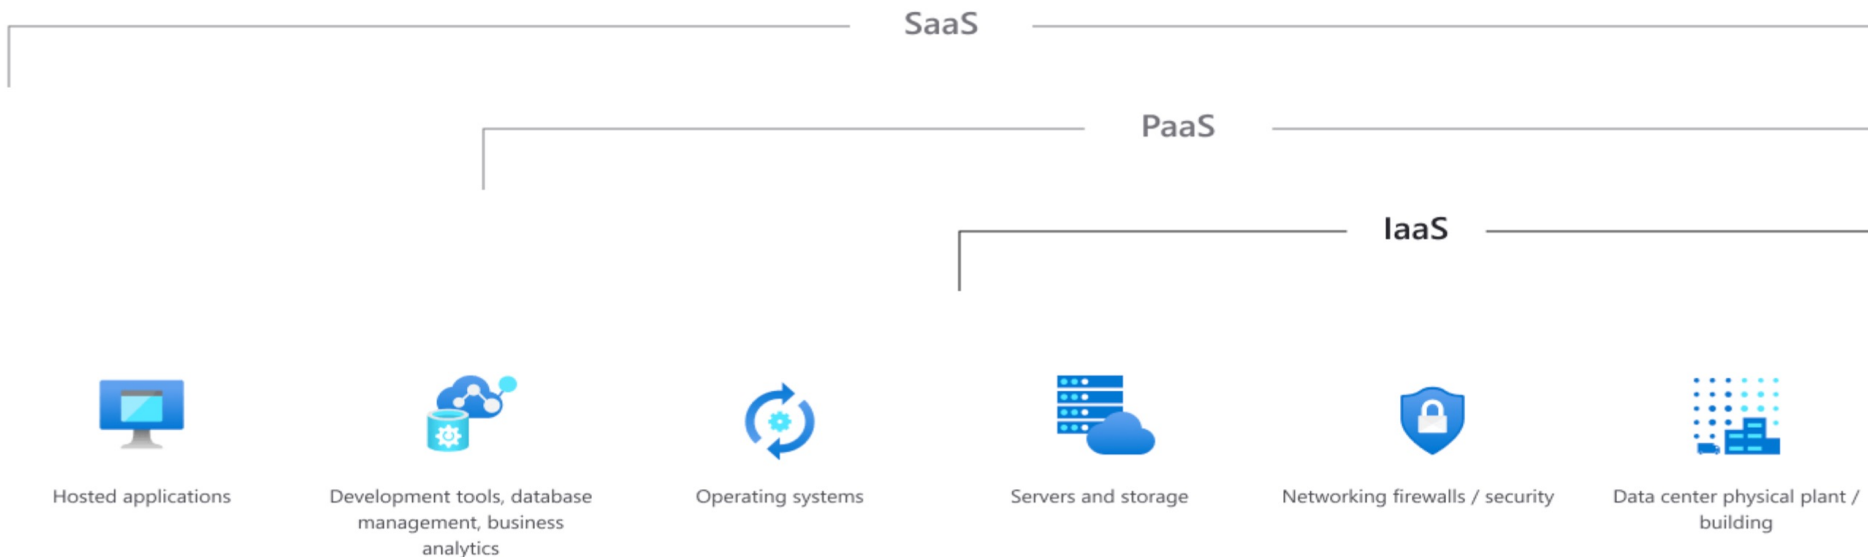 SaaS
PaaS
IaaS
Hosted applications
Development tools, database
management, business
analytics
Operating systems
Servers and storage
Networking firewalls / security
Data center physical plant /
building